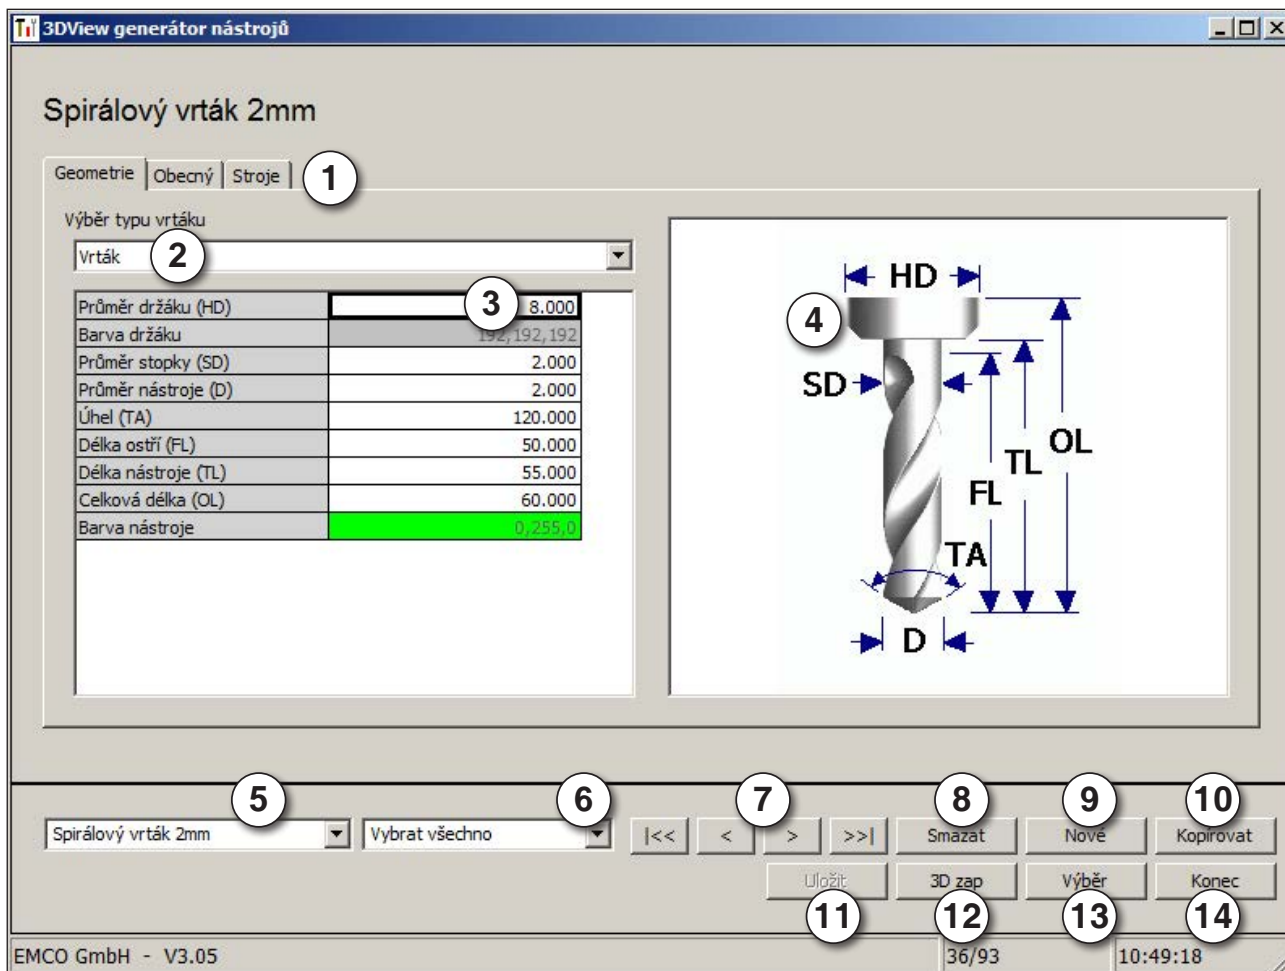 3DView generátor nástrojů
Spirálový vrták 2mm
Geometrie Obecný Stroje 1
Výběr typu vrtáku
Vrták 2
Průměr držáku (HD) 3 8.000
Barva držáku 192,192,192
Průměr stopky (SD) 2.000
Průměr nástroje (D) 2.000
Úhel (TA) 120.000
Délka ostří (FL) 50.000
Délka nástroje (TL) 55.000
Celková délka (OL) 60.000
Barva nástroje 0,255,0
HD
4
SD
OL
TL
FL
TA
D
5 6 7 8 9 10
Spirálový vrták 2mm Vybrat všechno |<< < > >>| Smazat Nové Kopírovat
Uložit 3D zap Výběr Konec
11 12 13 14
EMCO GmbH - V3.05 36/93 10:49:18